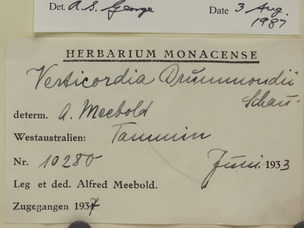 Det. A. S. George Date 3 Aug.
1987
HERBARIUM MONACENSE
Verticordia Drummondii
Schau.
determ. A. Meebold
Westaustralien: Tammin
Nr. 10280 Juni 1933
Leg et ded. Alfred Meebold.
Zugegangen 1937